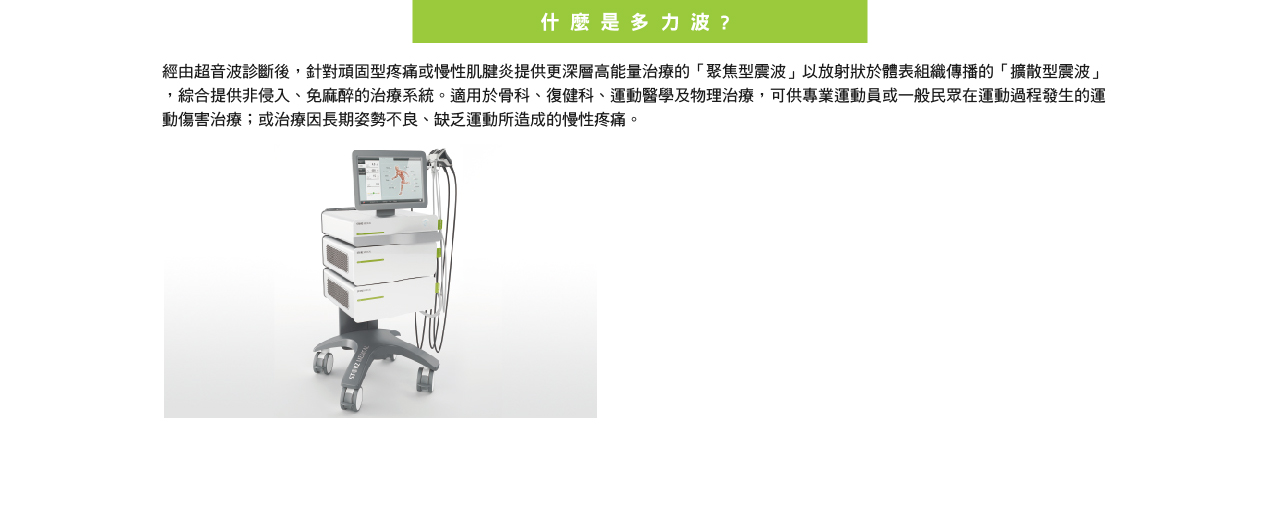 什麼是多力波?
經由超音波診斷後，針對頑固型疼痛或慢性肌腱炎提供更深層高能量治療的「聚焦型震波」以放射狀於體表組織傳播的「擴散型震波」
，綜合提供非侵入、免麻醉的治療系統。適用於骨科、復健科、運動醫學及物理治療，可供專業運動員或一般民眾在運動過程發生的運
動傷害治療；或治療因長期姿勢不良、缺乏運動所造成的慢性疼痛。
STORZ MEDICAL